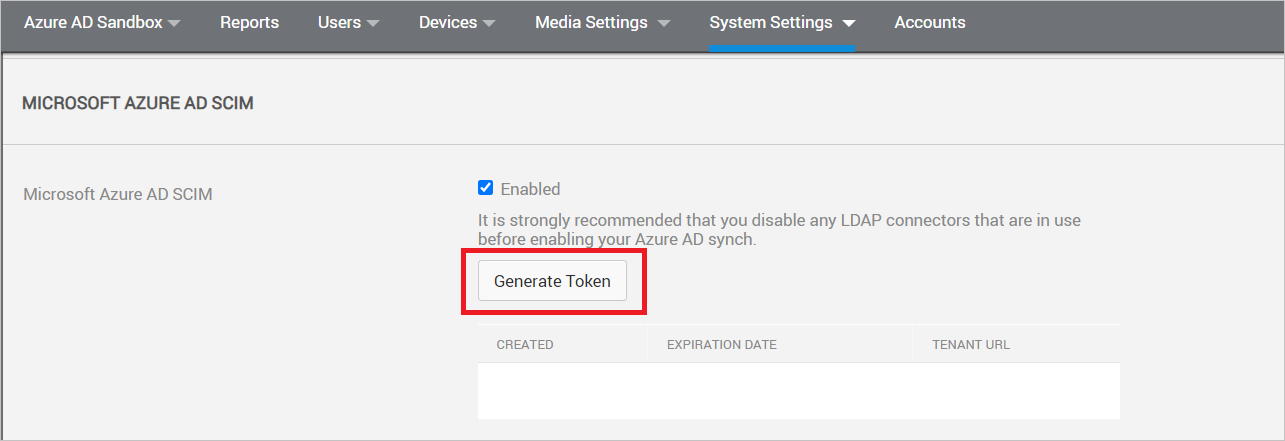 Azure AD Sandbox Reports Users Devices Media Settings System Settings Accounts
MICROSOFT AZURE AD SCIM
Microsoft Azure AD SCIM
Enabled
It is strongly recommended that you disable any LDAP connectors that are in use
before enabling your Azure AD synch.
Generate Token
CREATED EXPIRATION DATE TENANT URL